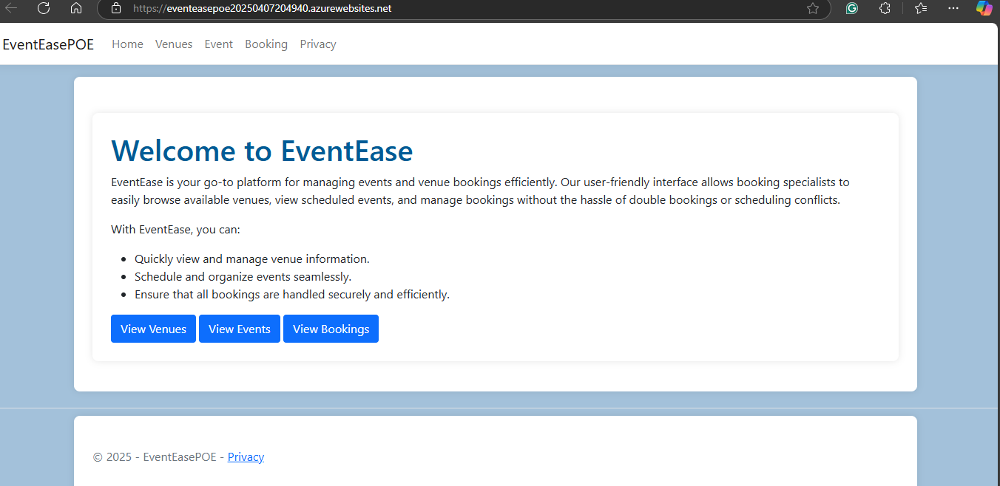 https://eventeasepoe20250407204940.azurewebsites.net
EventEasePOE Home Venues Event Booking Privacy
Welcome to EventEase
EventEase is your go-to platform for managing events and venue bookings efficiently. Our user-friendly interface allows booking specialists to
easily browse available venues, view scheduled events, and manage bookings without the hassle of double bookings or scheduling conflicts.
With EventEase, you can:
• Quickly view and manage venue information.
• Schedule and organize events seamlessly.
• Ensure that all bookings are handled securely and efficiently.
View Venues View Events View Bookings
© 2025 - EventEasePOE - Privacy